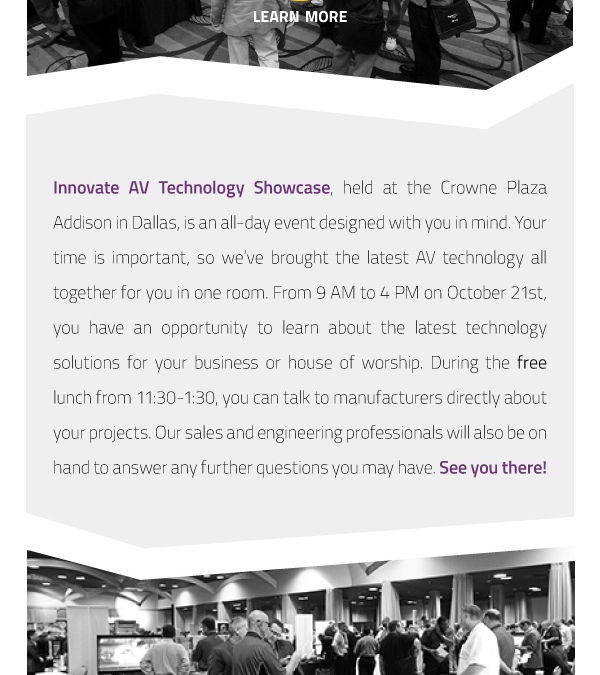 LEARN MORE
Innovate AV Technology Showcase, held at the Crowne Plaza
Addison in Dallas, is an all-day event designed with you in mind. Your
time is important, so we've brought the latest AV technology all
together for you in one room. From 9 AM to 4 PM on October 21st,
you have an opportunity to learn about the latest technology
solutions for your business or house of worship. During the free
lunch from 11:30-1:30, you can talk to manufacturers directly about
your projects. Our sales and engineering professionals will also be on
hand to answer any further questions you may have. See you there!